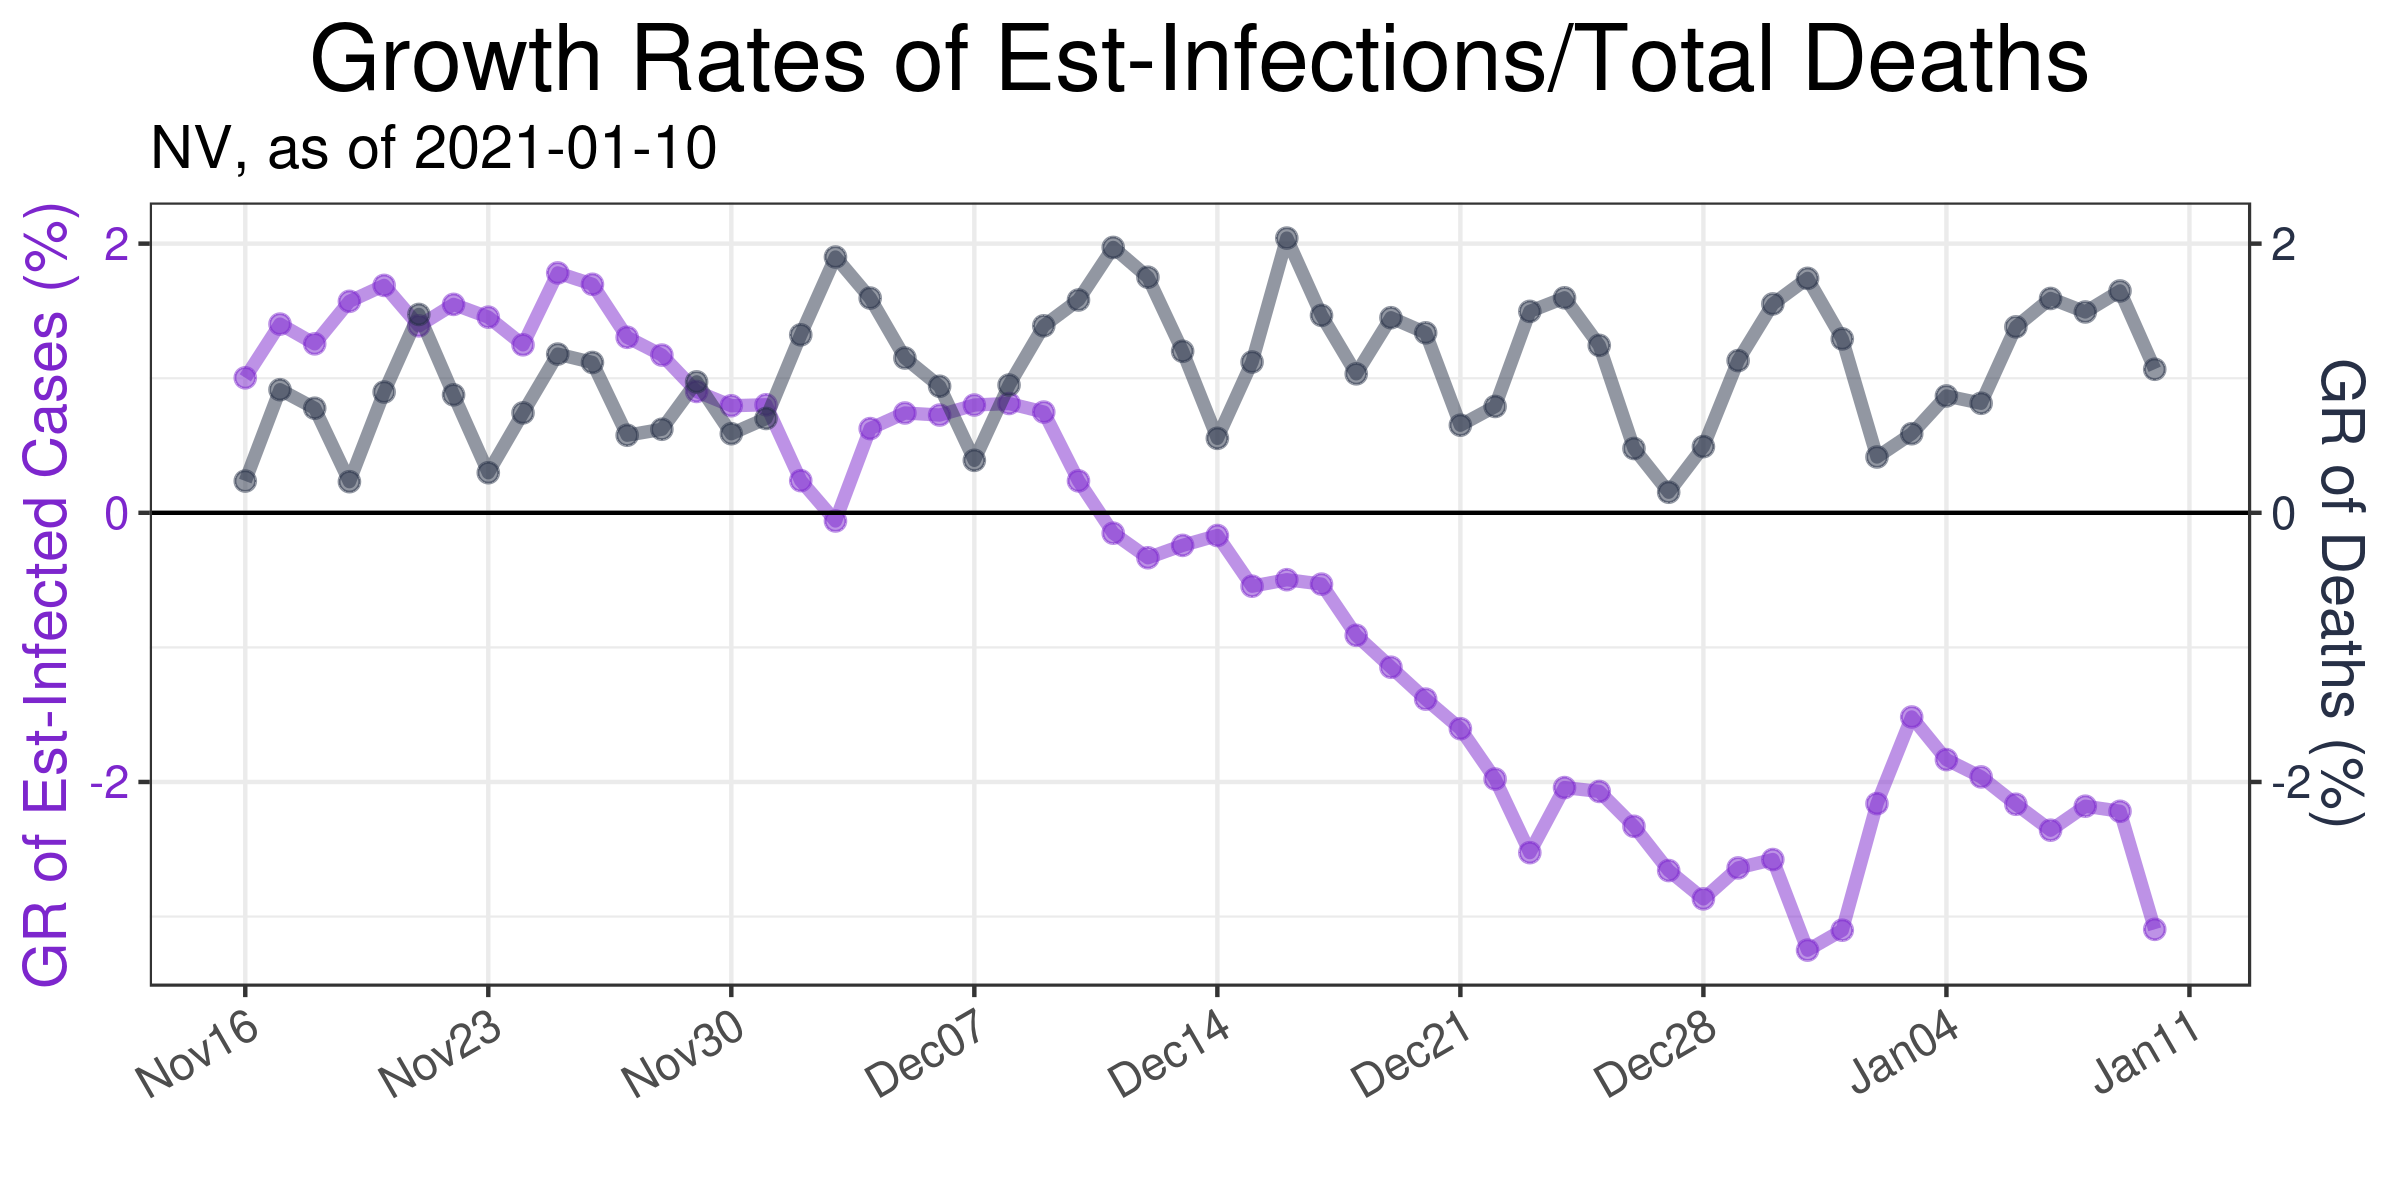 Growth Rates of Est-Infections/Total Deaths
NV, as of 2021-01-10
GR of Est-Infected Cases (%)
2
0
-2
2
0
-2
GR of Deaths (%)
Nov16
Nov23
Nov30
Dec07
Dec14
Dec21
Dec28
Jan04
Jan11